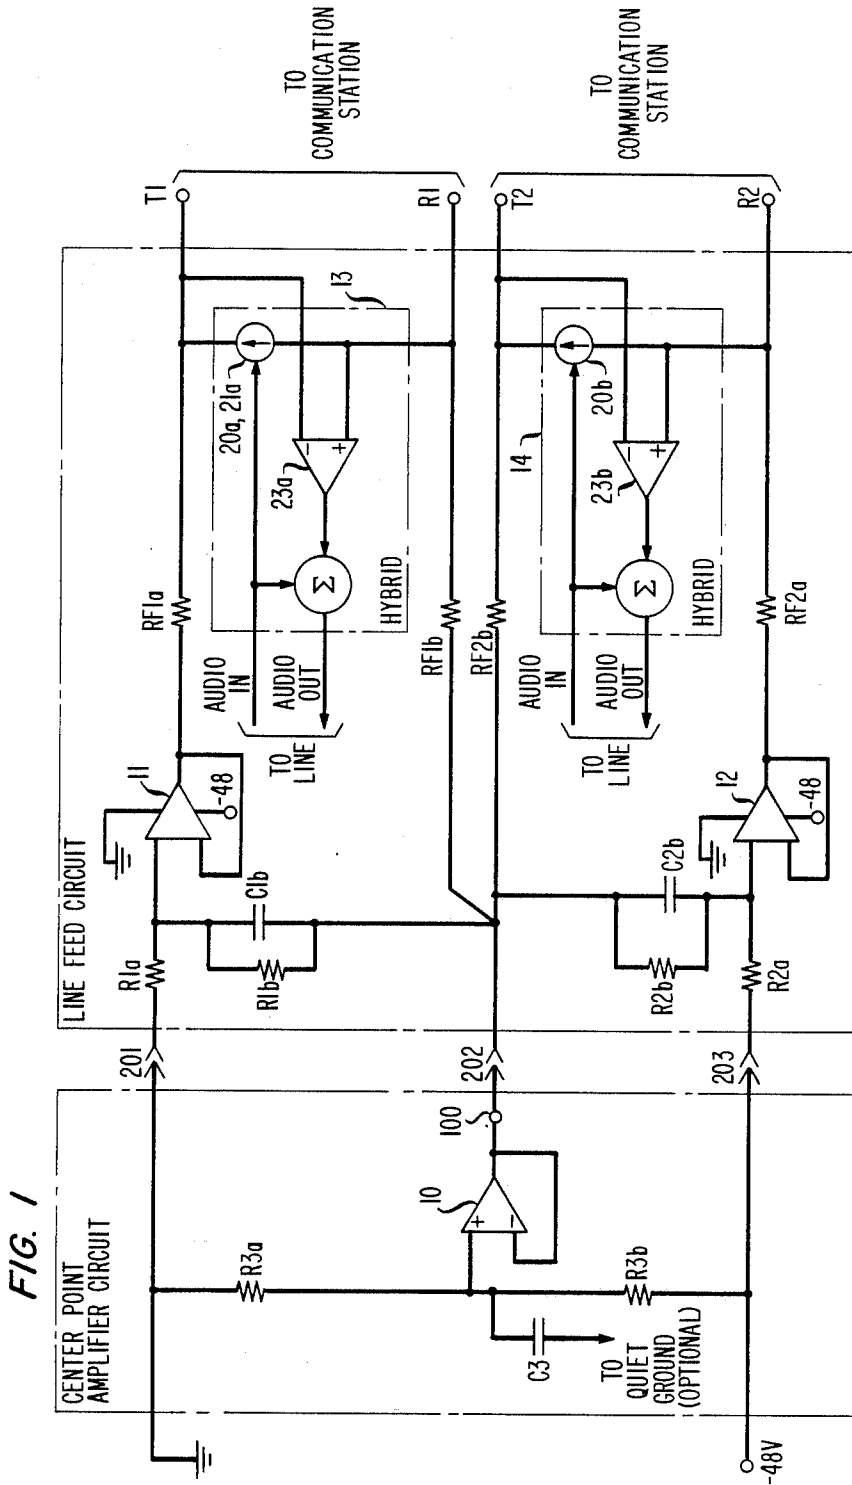 FIG. 1
CENTER POINT
AMPLIFIER CIRCUIT
R3a
10
100
C3
TO
QUIET
GROUND
(OPTIONAL)
R3b
-48V
201
202
203
LINE FEED CIRCUIT
R1a
R1b
C1b
11
-48
RF1a
AUDIO
IN
AUDIO
OUT
TO
LINE
HYBRID
Σ
23a
-
+
20a, 21a
13
RF1b
T1
R1
TO
COMMUNICATION
STATION
RF2b
R2a
R2b
C2b
12
-48
RF2a
AUDIO
IN
AUDIO
OUT
TO
LINE
HYBRID
Σ
23b
-
+
20b
14
T2
R2
TO
COMMUNICATION
STATION
+
-